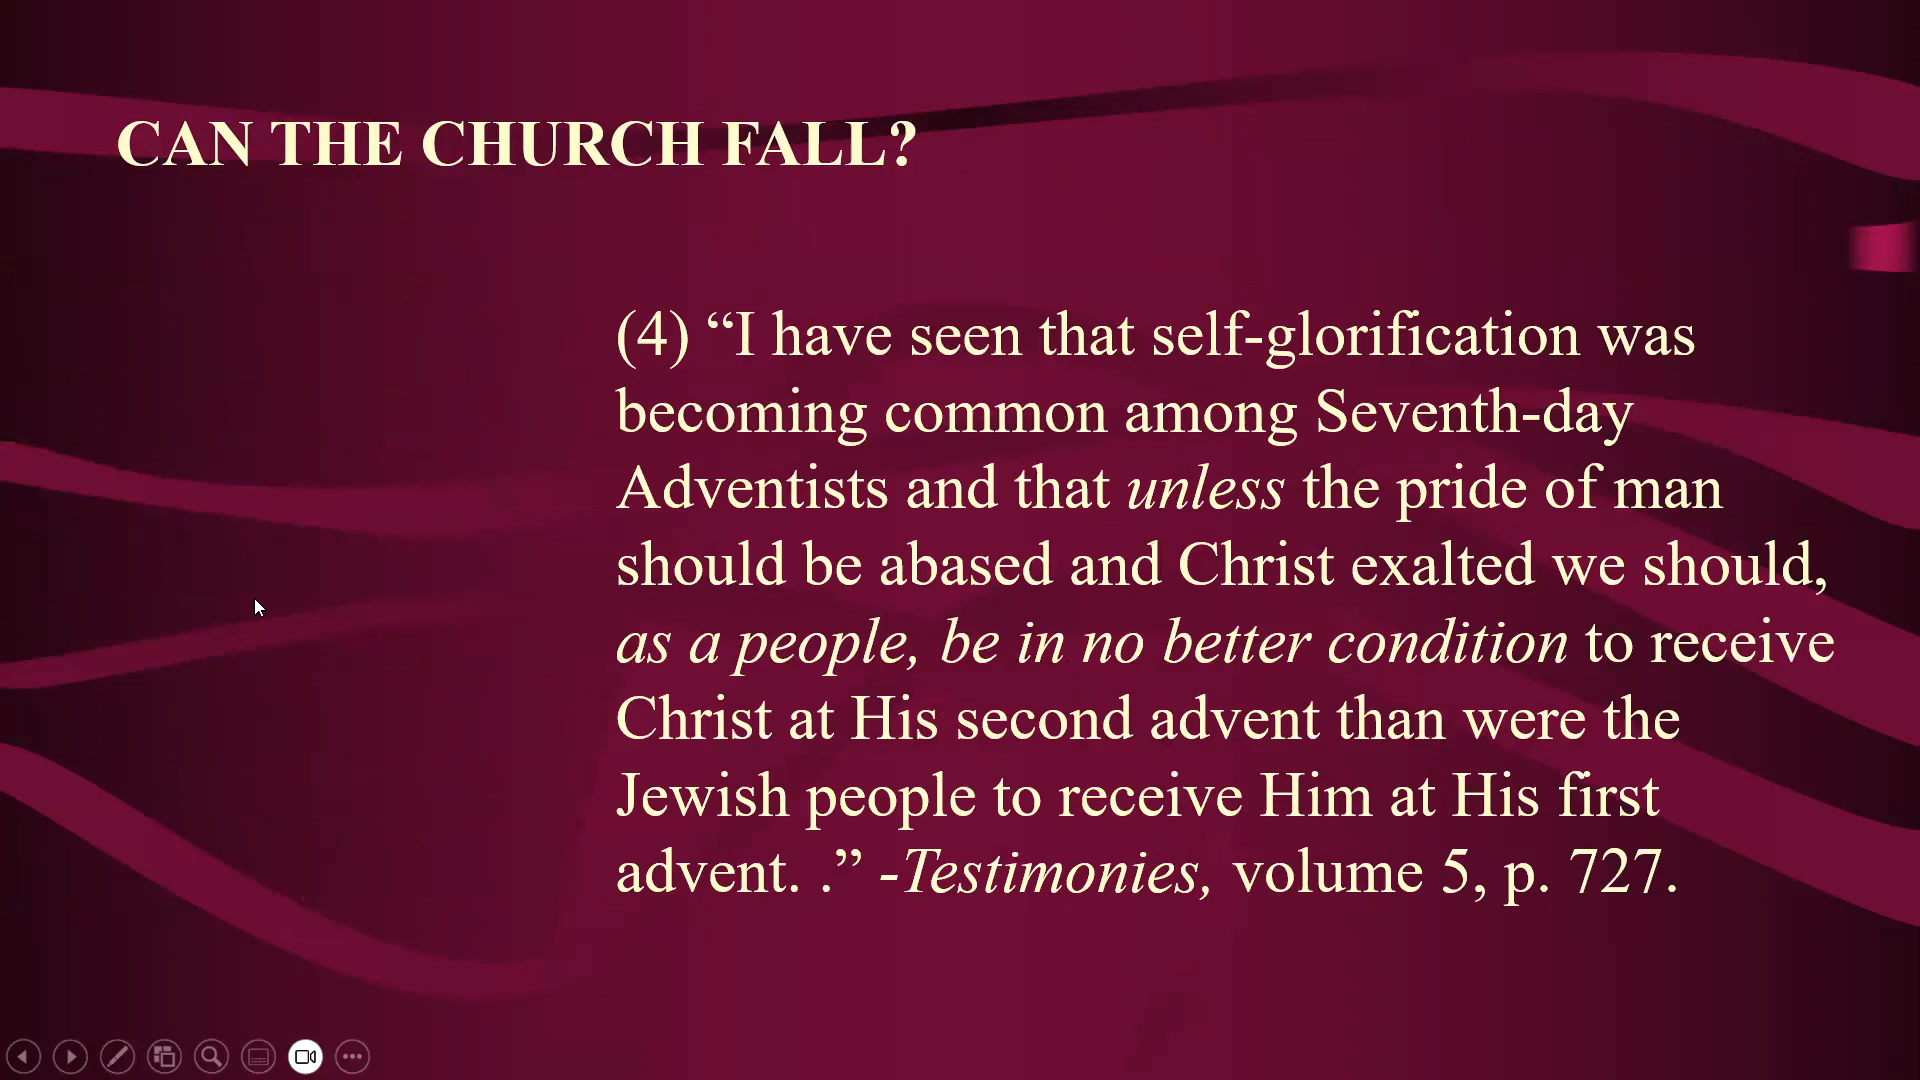 CAN THE CHURCH FALL?
(4) “I have seen that self-glorification was
becoming common among Seventh-day
Adventists and that unless the pride of man
should be abased and Christ exalted we should,
as a people, be in no better condition to receive
Christ at His second advent than were the
Jewish people to receive Him at His first
advent. .” -Testimonies, volume 5, p. 727.